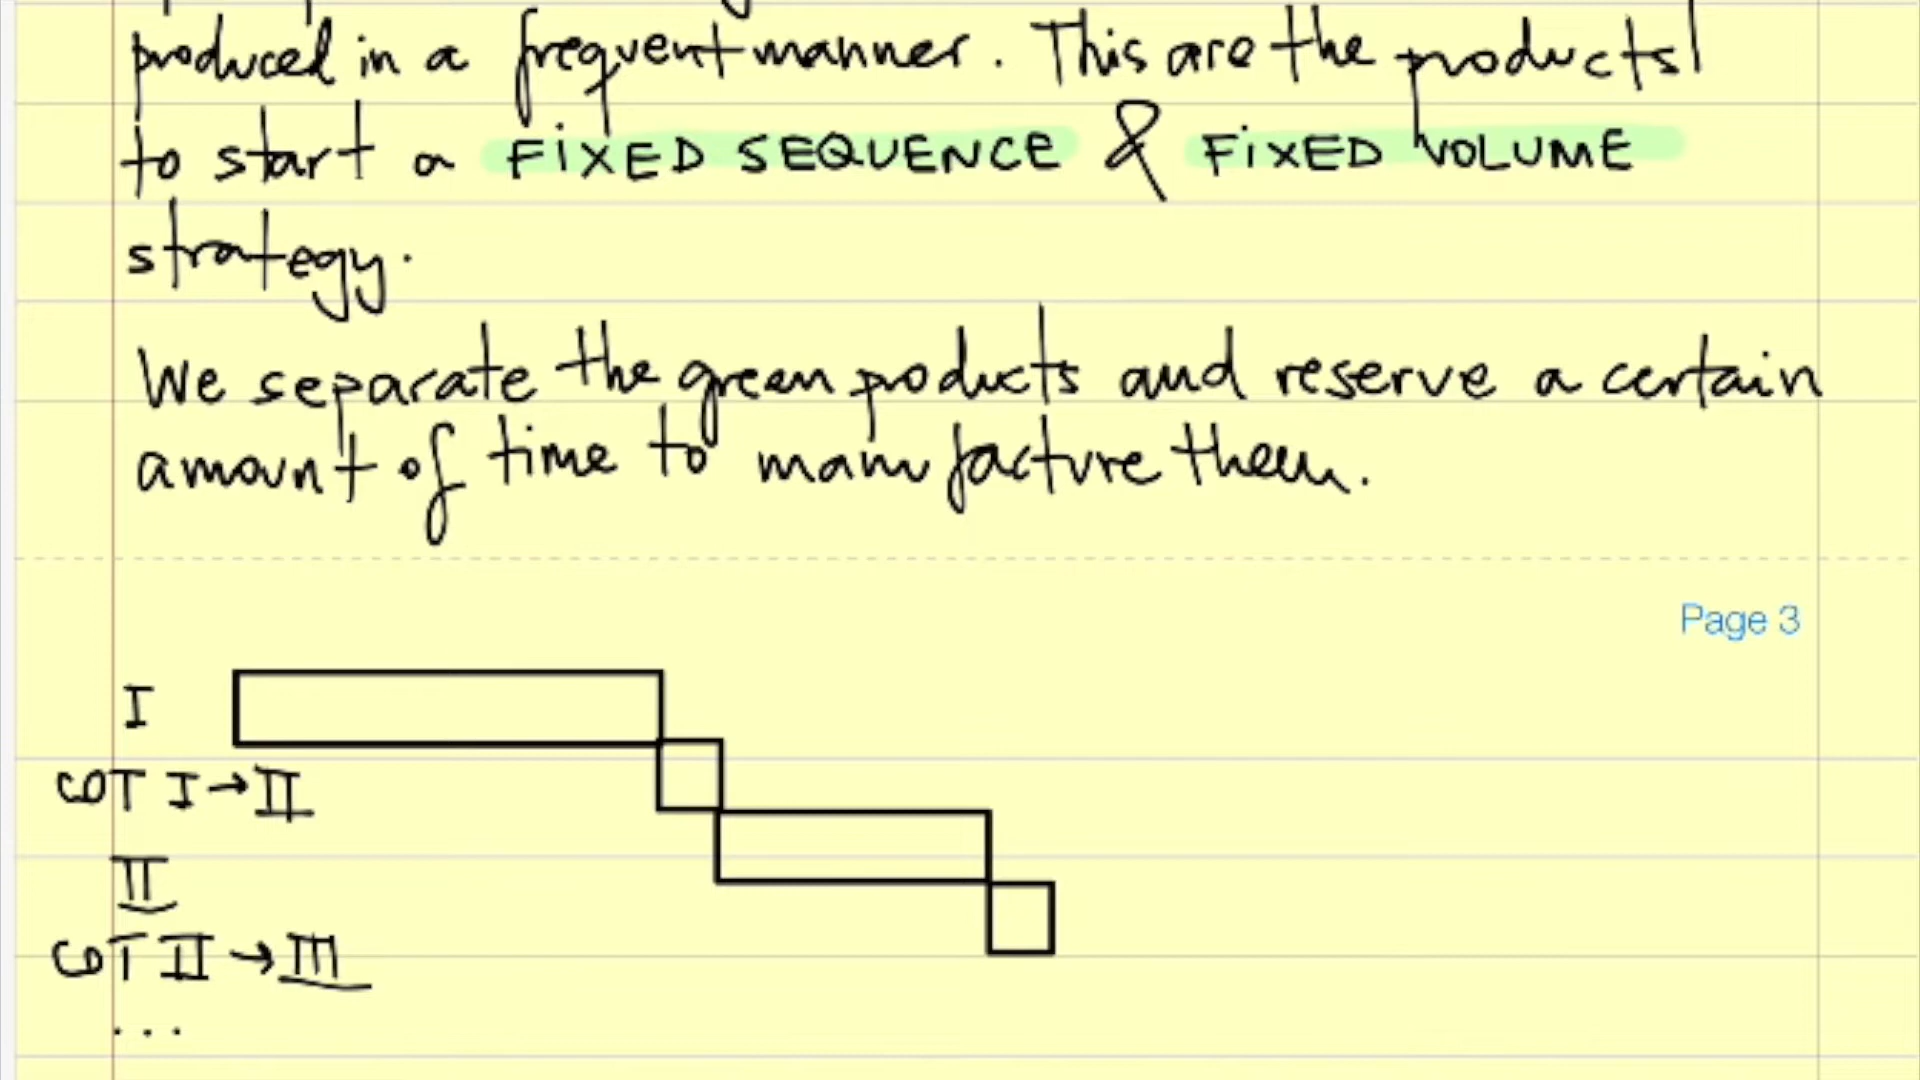 produced in a frequent manner. This are the products
to start a FiXED SEQUENCE & FiXED VOLUME
strategy.
We separate the green products and reserve a certain
amount of time to manufacture them.
Page 3
I
COT I → II
II
COT II → III
...